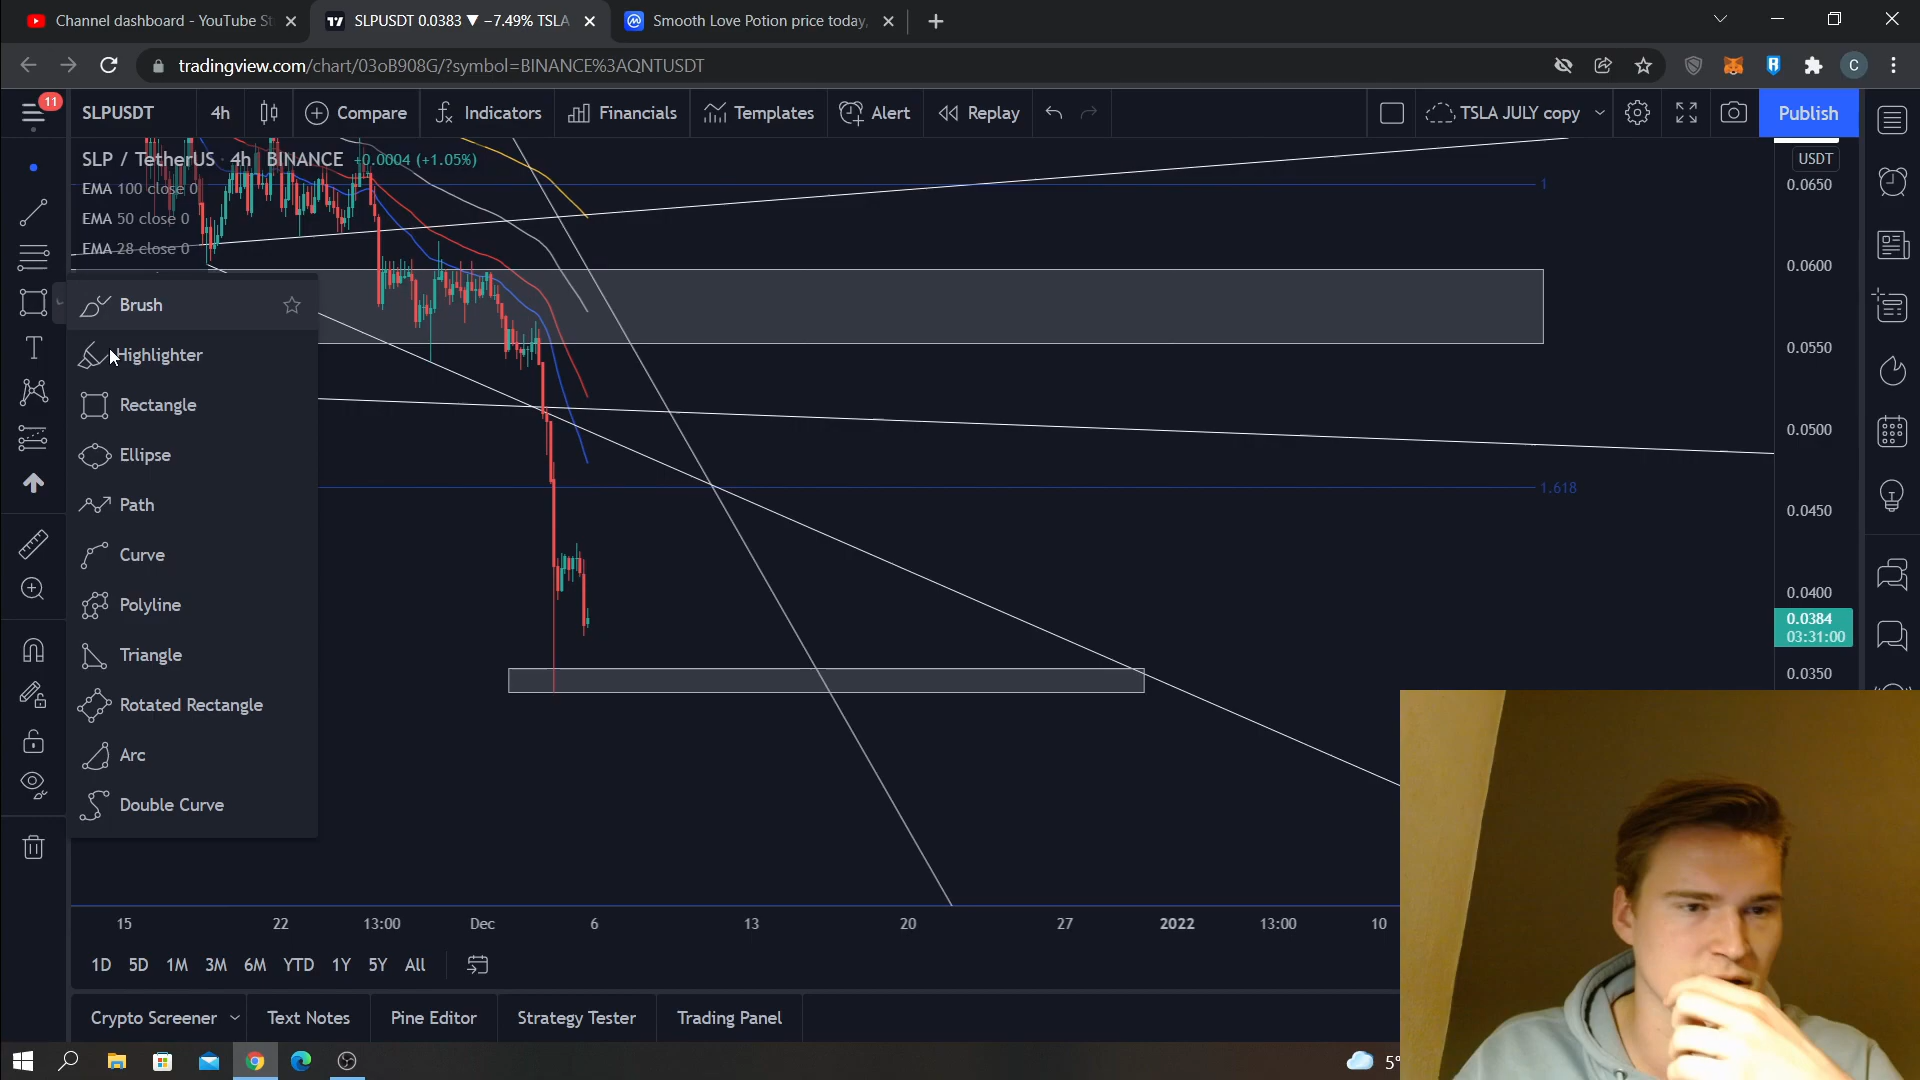 Channel dashboard - YouTube St
SLPUSDT 0.0383 ▼ −7.49% TSLA
Smooth Love Potion price today,
tradingview.com/chart/03oB908G/?symbol=BINANCE%3AQNTUSDT
C
11
SLPUSDT
4h
Compare
Indicators
Financials
Templates
Alert
Replay
TSLA JULY copy
Publish
SLP / TetherUS · 4h · BINANCE +0.0004 (+1.05%)
EMA 100 close 0
EMA 50 close 0
EMA 28 close 0
USDT
0.0650
0.0600
0.0550
0.0500
0.0450
0.0400
0.0384
03:31:00
0.0350
1
1.618
Brush
Highlighter
Rectangle
Ellipse
Path
Curve
Polyline
Triangle
Rotated Rectangle
Arc
Double Curve
15
22
13:00
Dec
6
13
20
27
2022
13:00
10
1D
5D
1M
3M
6M
YTD
1Y
5Y
All
Crypto Screener
Text Notes
Pine Editor
Strategy Tester
Trading Panel
5°